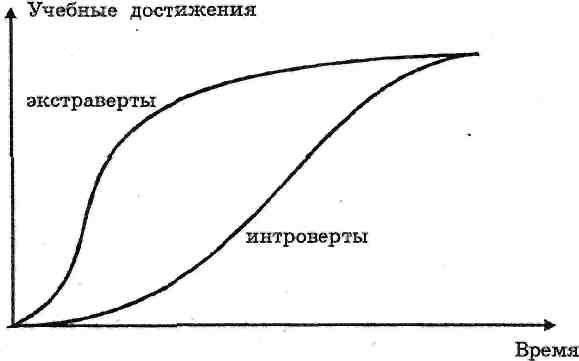 Учебные достижения
экстраверты
интроверты
Время